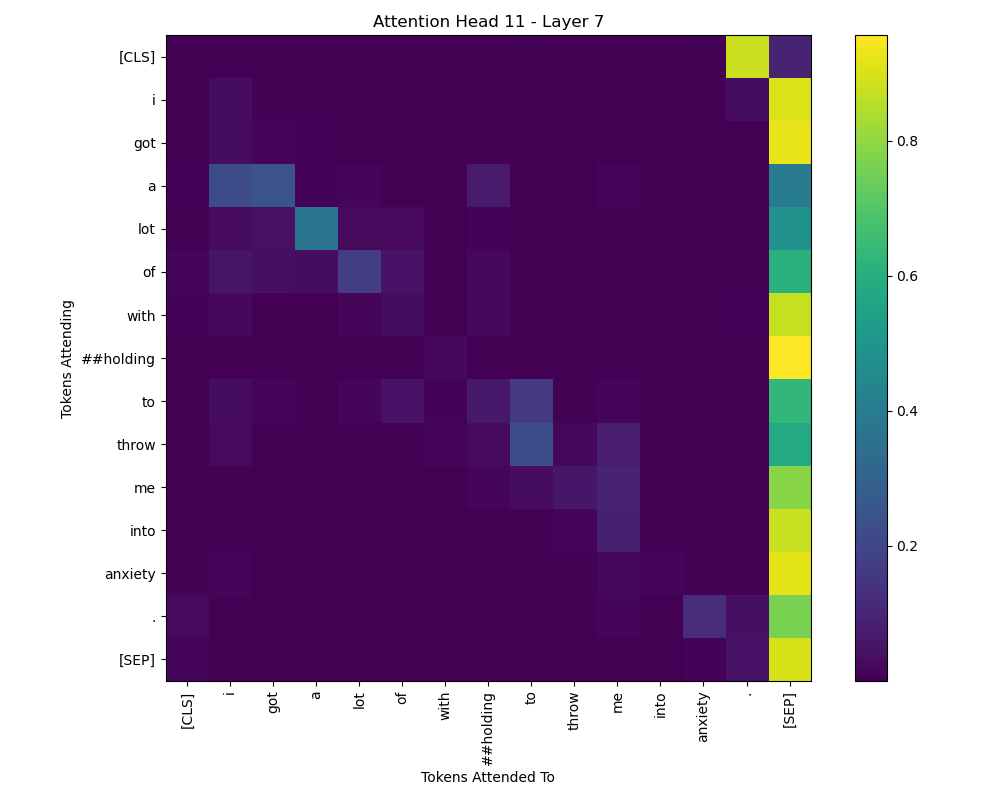 Attention Head 11 - Layer 7
[CLS]
i
got
a
lot
of
with
##holding
to
throw
me
into
anxiety
.
[SEP]
Tokens Attending
[CLS]
i
got
a
lot
of
with
##holding
to
throw
me
into
anxiety
.
[SEP]
Tokens Attended To
0.8
0.6
0.4
0.2